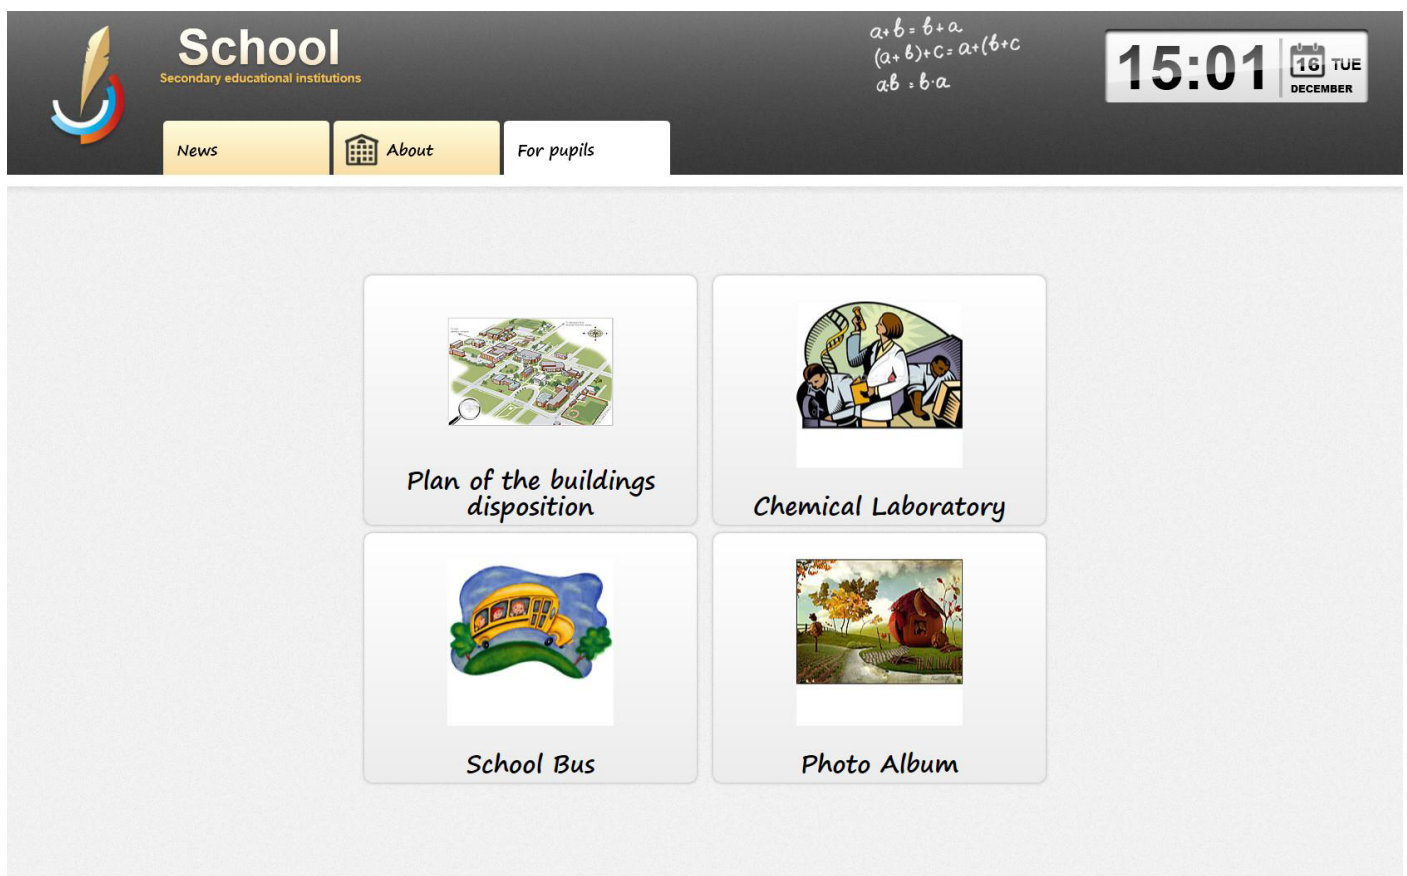 School
Secondary educational institutions
a+b=b+a
(a+b)+c=a+(b+c
ab=b·a
15:01
16 TUE
DECEMBER
News
About
For pupils
Plan of the buildings
disposition
Chemical Laboratory
School Bus
Photo Album